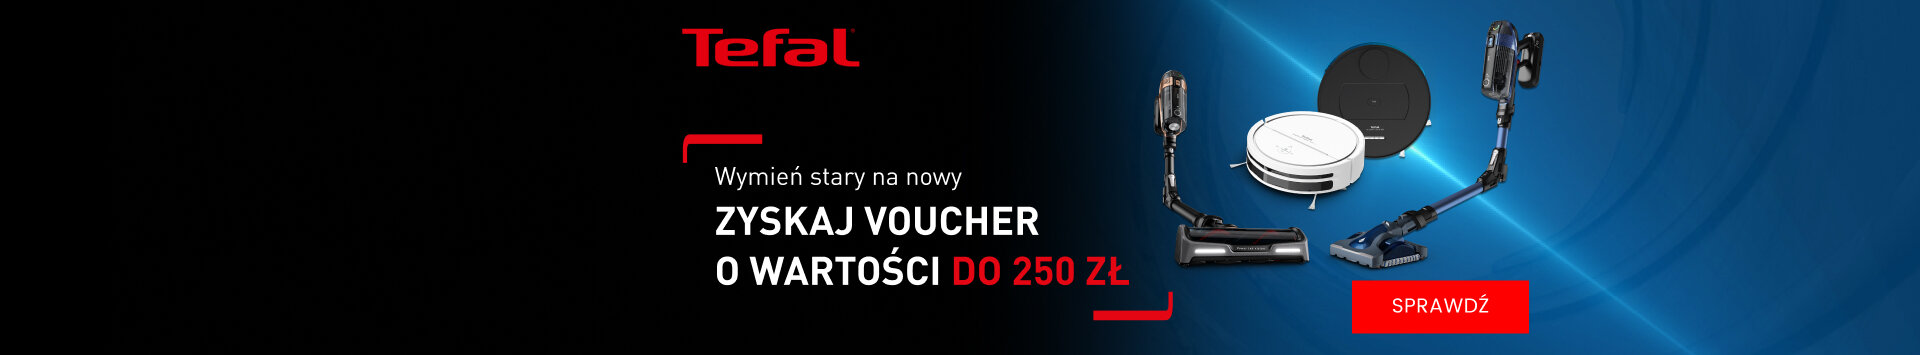 Tefal
Wymień stary na nowy
ZYSKAJ VOUCHER
O WARTOŚCI DO 250 ZŁ
SPRAWDŹ